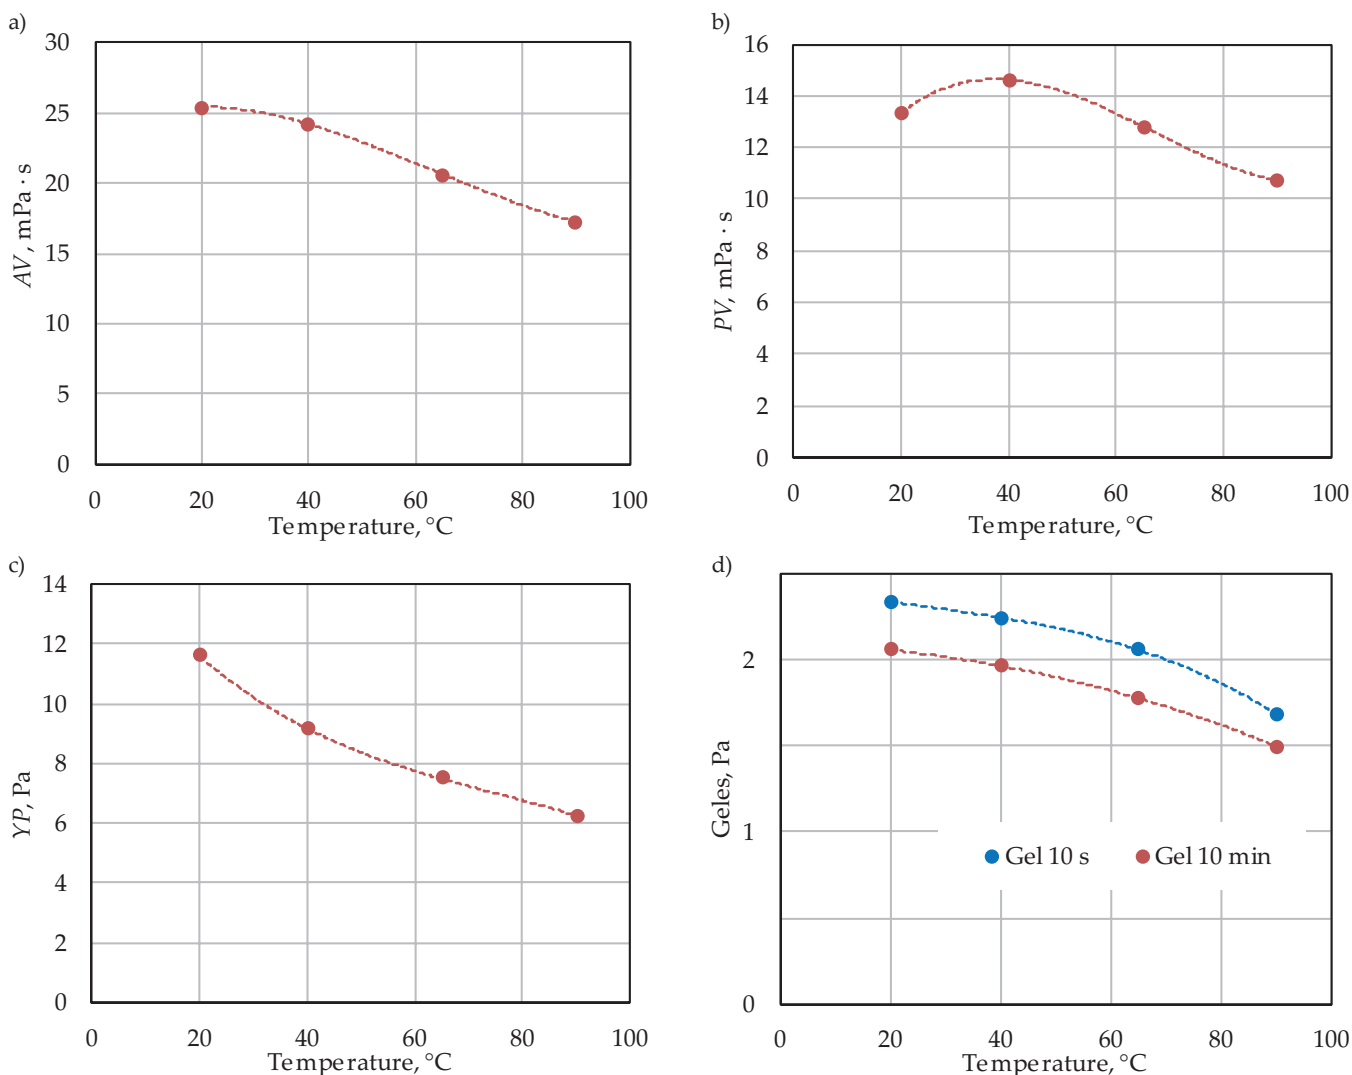 a)
30
25
20
15
10
5
0
AV, mPa · s
0 20 40 60 80 100
Temperature, °C
b)
16
14
12
10
8
6
4
2
0
PV, mPa · s
0 20 40 60 80 100
Temperature, °C
c)
14
12
10
8
6
4
2
0
YP, Pa
0 20 40 60 80 100
Temperature, °C
d)
2
1
0
Geles, Pa
Gel 10 s Gel 10 min
0 20 40 60 80 100
Temperature, °C